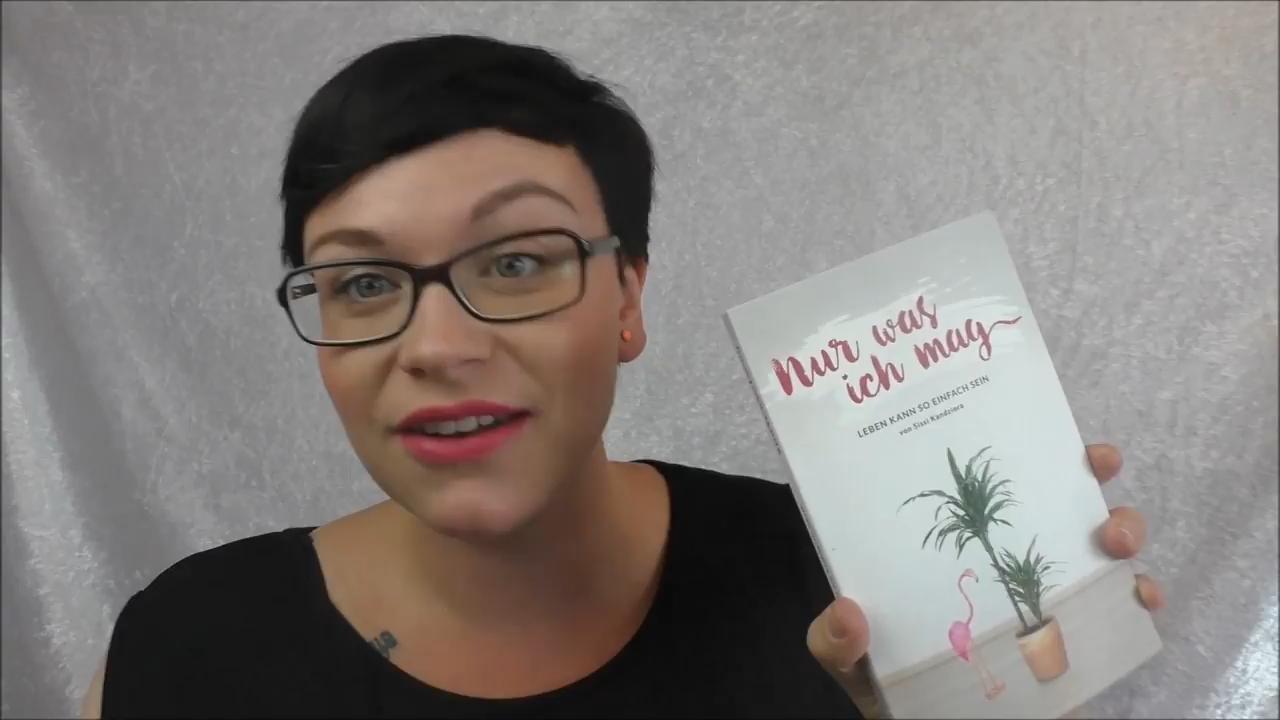 nur was
ich mag
LEBEN KANN SO EINFACH SEIN
von Sissi Kandziora